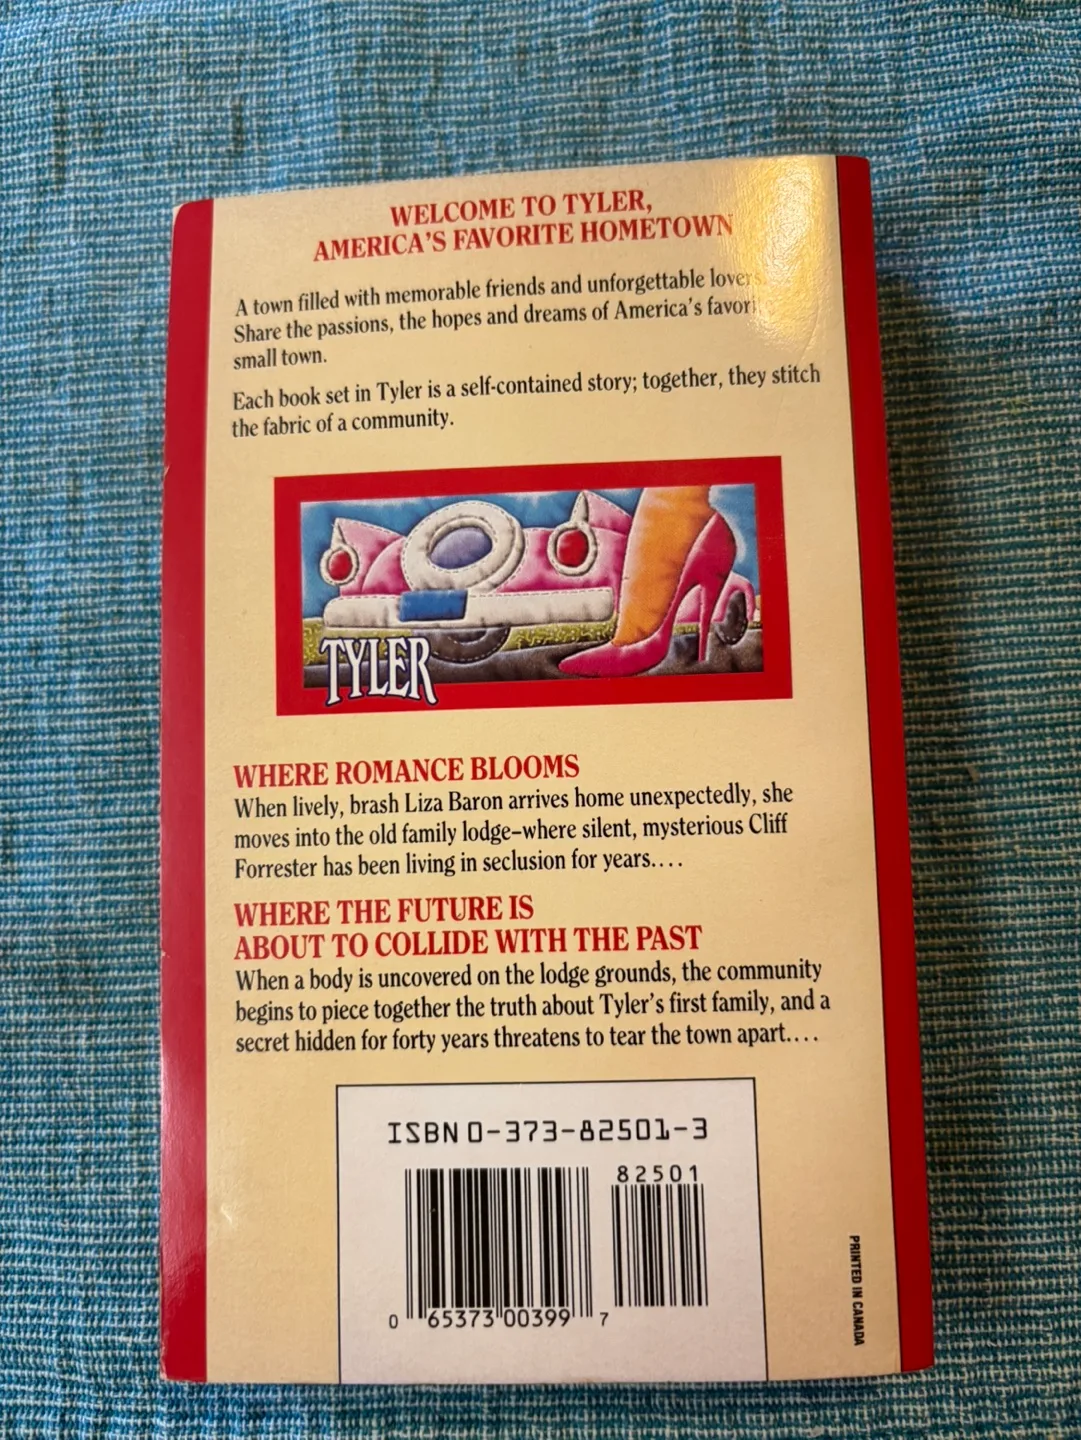 WELCOME TO TYLER,
AMERICA'S FAVORITE HOMETOWN
A town filled with memorable friends and unforgettable lovers
Share the passions, the hopes and dreams of America's favori
small town.
Each book set in Tyler is a self-contained story; together, they stitch
the fabric of a community.
TYLER
WHERE ROMANCE BLOOMS
When lively, brash Liza Baron arrives home unexpectedly, she
moves into the old family lodge–where silent, mysterious Cliff
Forrester has been living in seclusion for years....
WHERE THE FUTURE IS
ABOUT TO COLLIDE WITH THE PAST
When a body is uncovered on the lodge grounds, the community
begins to piece together the truth about Tyler's first family, and a
secret hidden for forty years threatens to tear the town apart....
ISBN 0-373-82501-3
82501
0 65373 00399 7
PRINTED IN CANADA